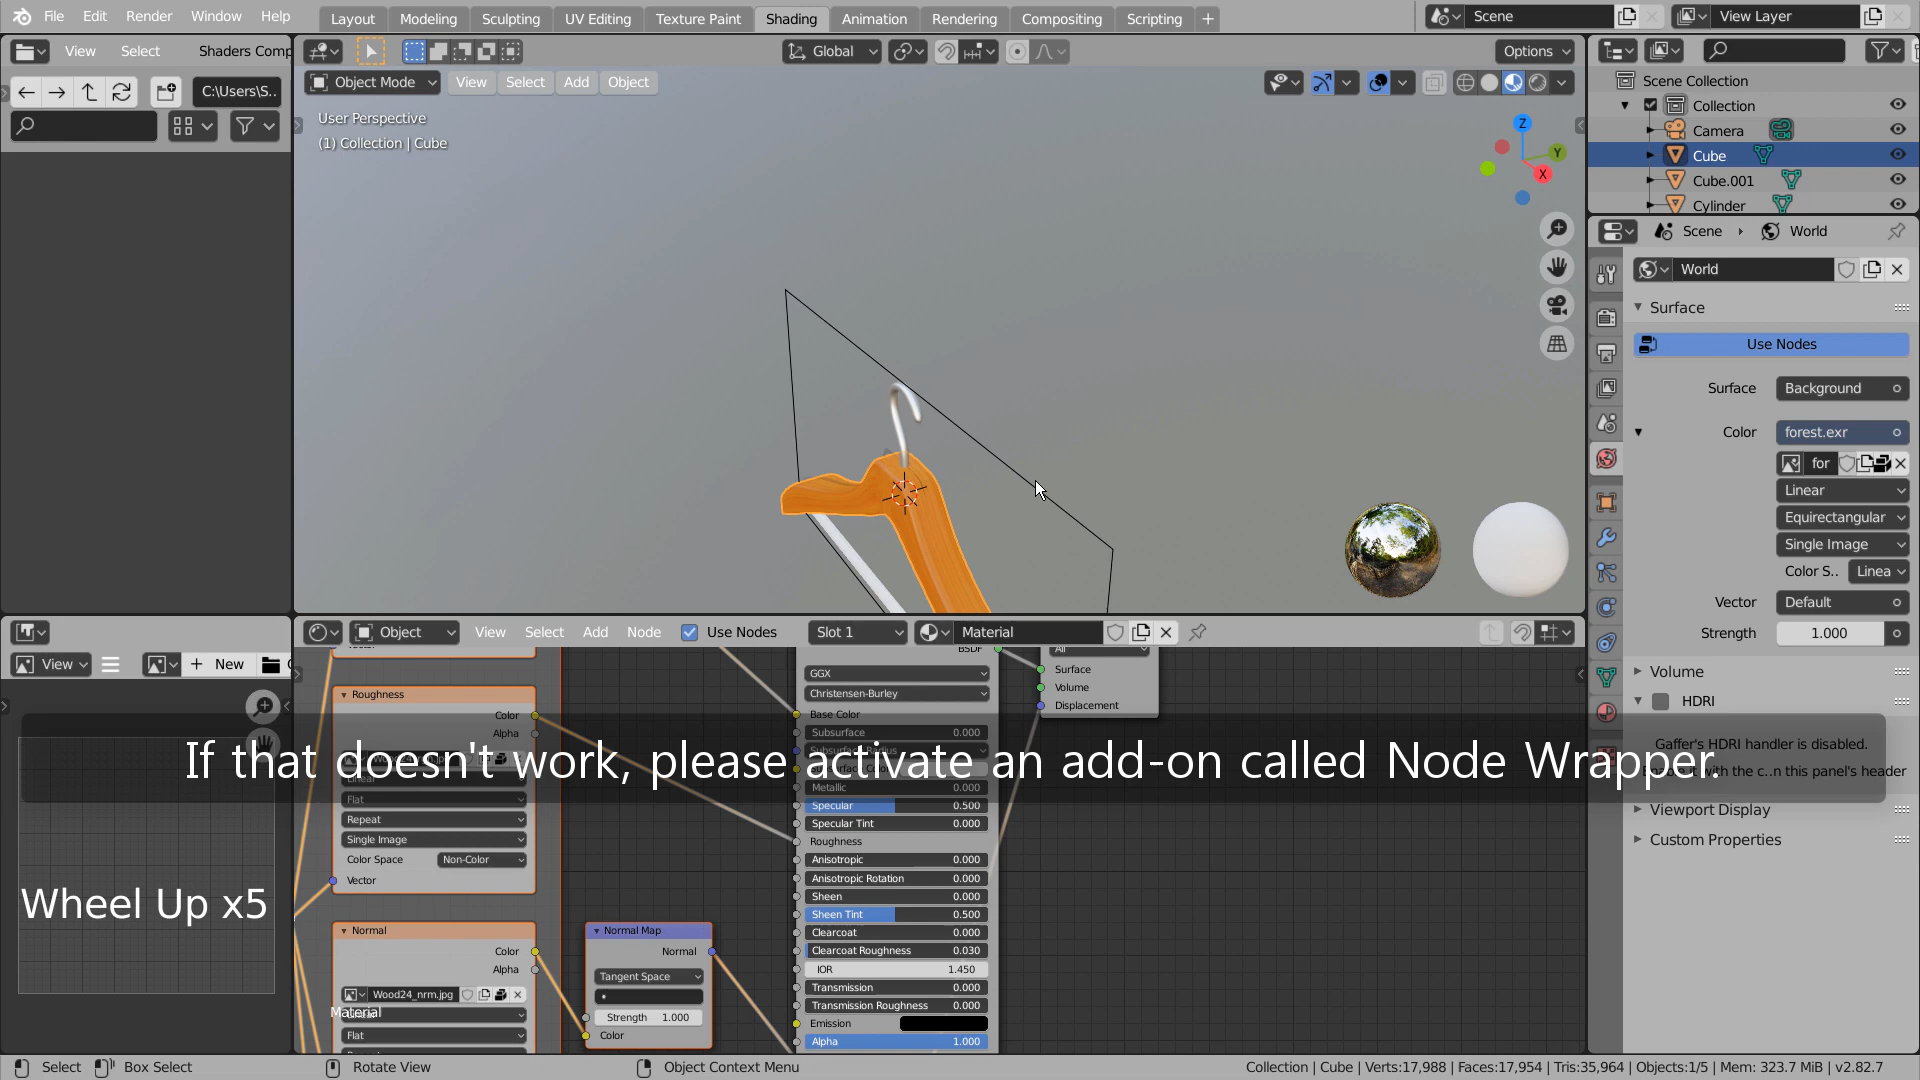 File Edit Render Window Help Layout Modeling Sculpting UV Editing Texture Paint Shading Animation Rendering Compositing Scripting + Scene View Layer
View Select Shaders Comp
Global Options
C:\Users\S..
Object Mode View Select Add Object
User Perspective
(1) Collection | Cube
Z
Y
X
Scene Collection
Collection
Camera
Cube
Cube.001
Cylinder
Scene World
World
Surface
Use Nodes
Surface Background
Color forest.exr
for
Linear
Equirectangular
Single Image
Color S.. Linea
Vector Default
Strength 1.000
Volume
HDRI
Gaffer's HDRI handler is disabled.
Viewport Display
Custom Properties
Object View Select Add Node Use Nodes Slot 1 Material
View + New
Roughness
Color
Alpha
Linear
Flat
Repeat
Single Image
Color Space Non-Color
Vector
Normal
Color
Alpha
Wood24_nrm.jpg
Material
Flat
Normal Map
Normal
Tangent Space
Strength 1.000
Color
BSDF
GGX
Christensen-Burley
Base Color
Subsurface 0.000
Subsurface Radius
Metallic 0.000
Specular 0.500
Specular Tint 0.000
Roughness
Anisotropic 0.000
Anisotropic Rotation 0.000
Sheen 0.000
Sheen Tint 0.500
Clearcoat 0.000
Clearcoat Roughness 0.030
IOR 1.450
Transmission 0.000
Transmission Roughness 0.000
Emission
Alpha 1.000
All
Surface
Volume
Displacement
If that doesn't work, please activate an add-on called Node Wrapper.
Wheel Up x5
Select Box Select Rotate View Object Context Menu Collection | Cube | Verts:17,988 | Faces:17,954 | Tris:35,964 | Objects:1/5 | Mem: 323.7 MiB | v2.82.7